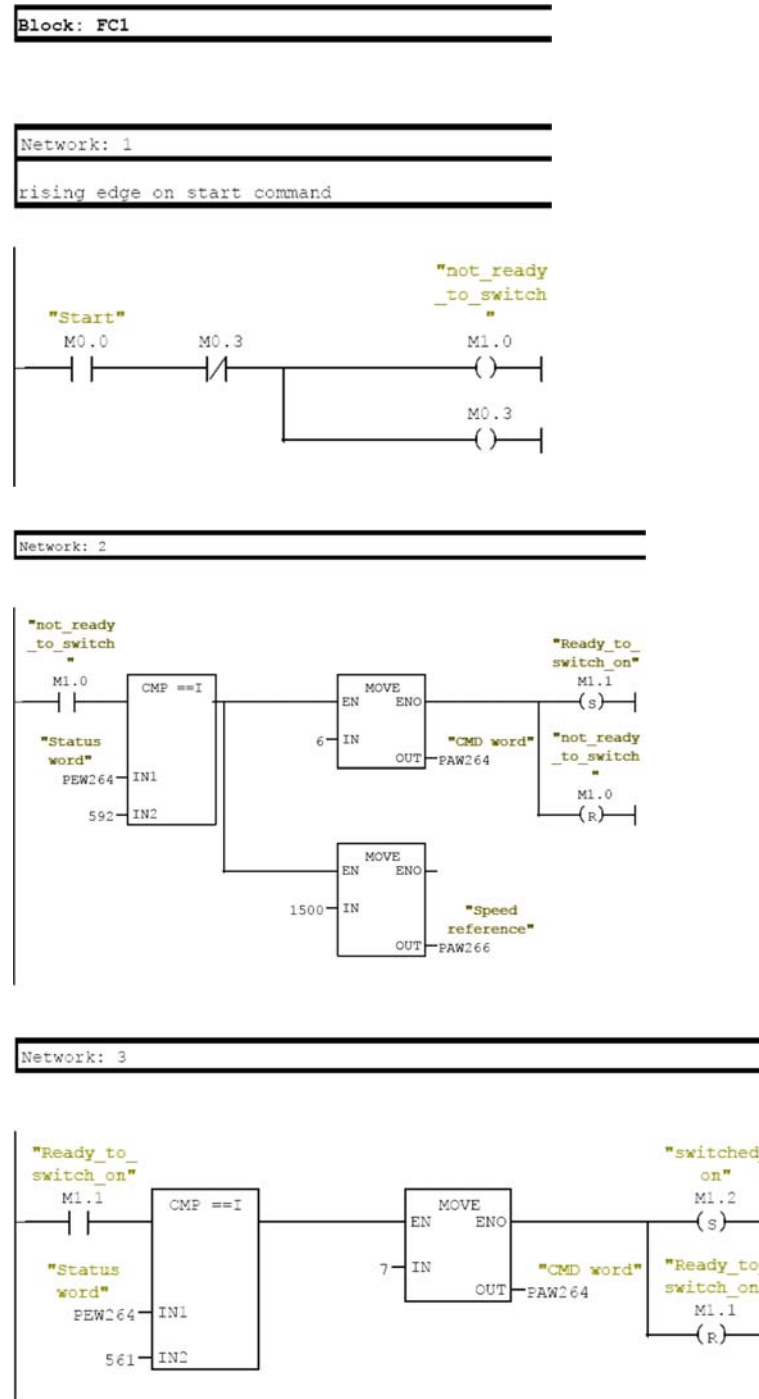 Block: FC1
Network: 1
rising edge on start command
"not_ready
_to_switch
"
"Start"
M0.0
M0.3
M1.0
M0.3
Network: 2
"not_ready
_to_switch
"
M1.0
CMP ==I
"Status
word"
PEW264
IN1
592
IN2
MOVE
EN
ENO
6
IN
OUT
"CMD word"
PAW264
"Ready_to_
switch_on"
M1.1
S
"not_ready
_to_switch
"
M1.0
R
MOVE
EN
ENO
1500
IN
OUT
"Speed
reference"
PAW266
Network: 3
"Ready_to_
switch_on"
M1.1
CMP ==I
"Status
word"
PEW264
IN1
561
IN2
MOVE
EN
ENO
7
IN
OUT
"CMD word"
PAW264
"switched_
on"
M1.2
S
"Ready_to_
switch_on
M1.1
R